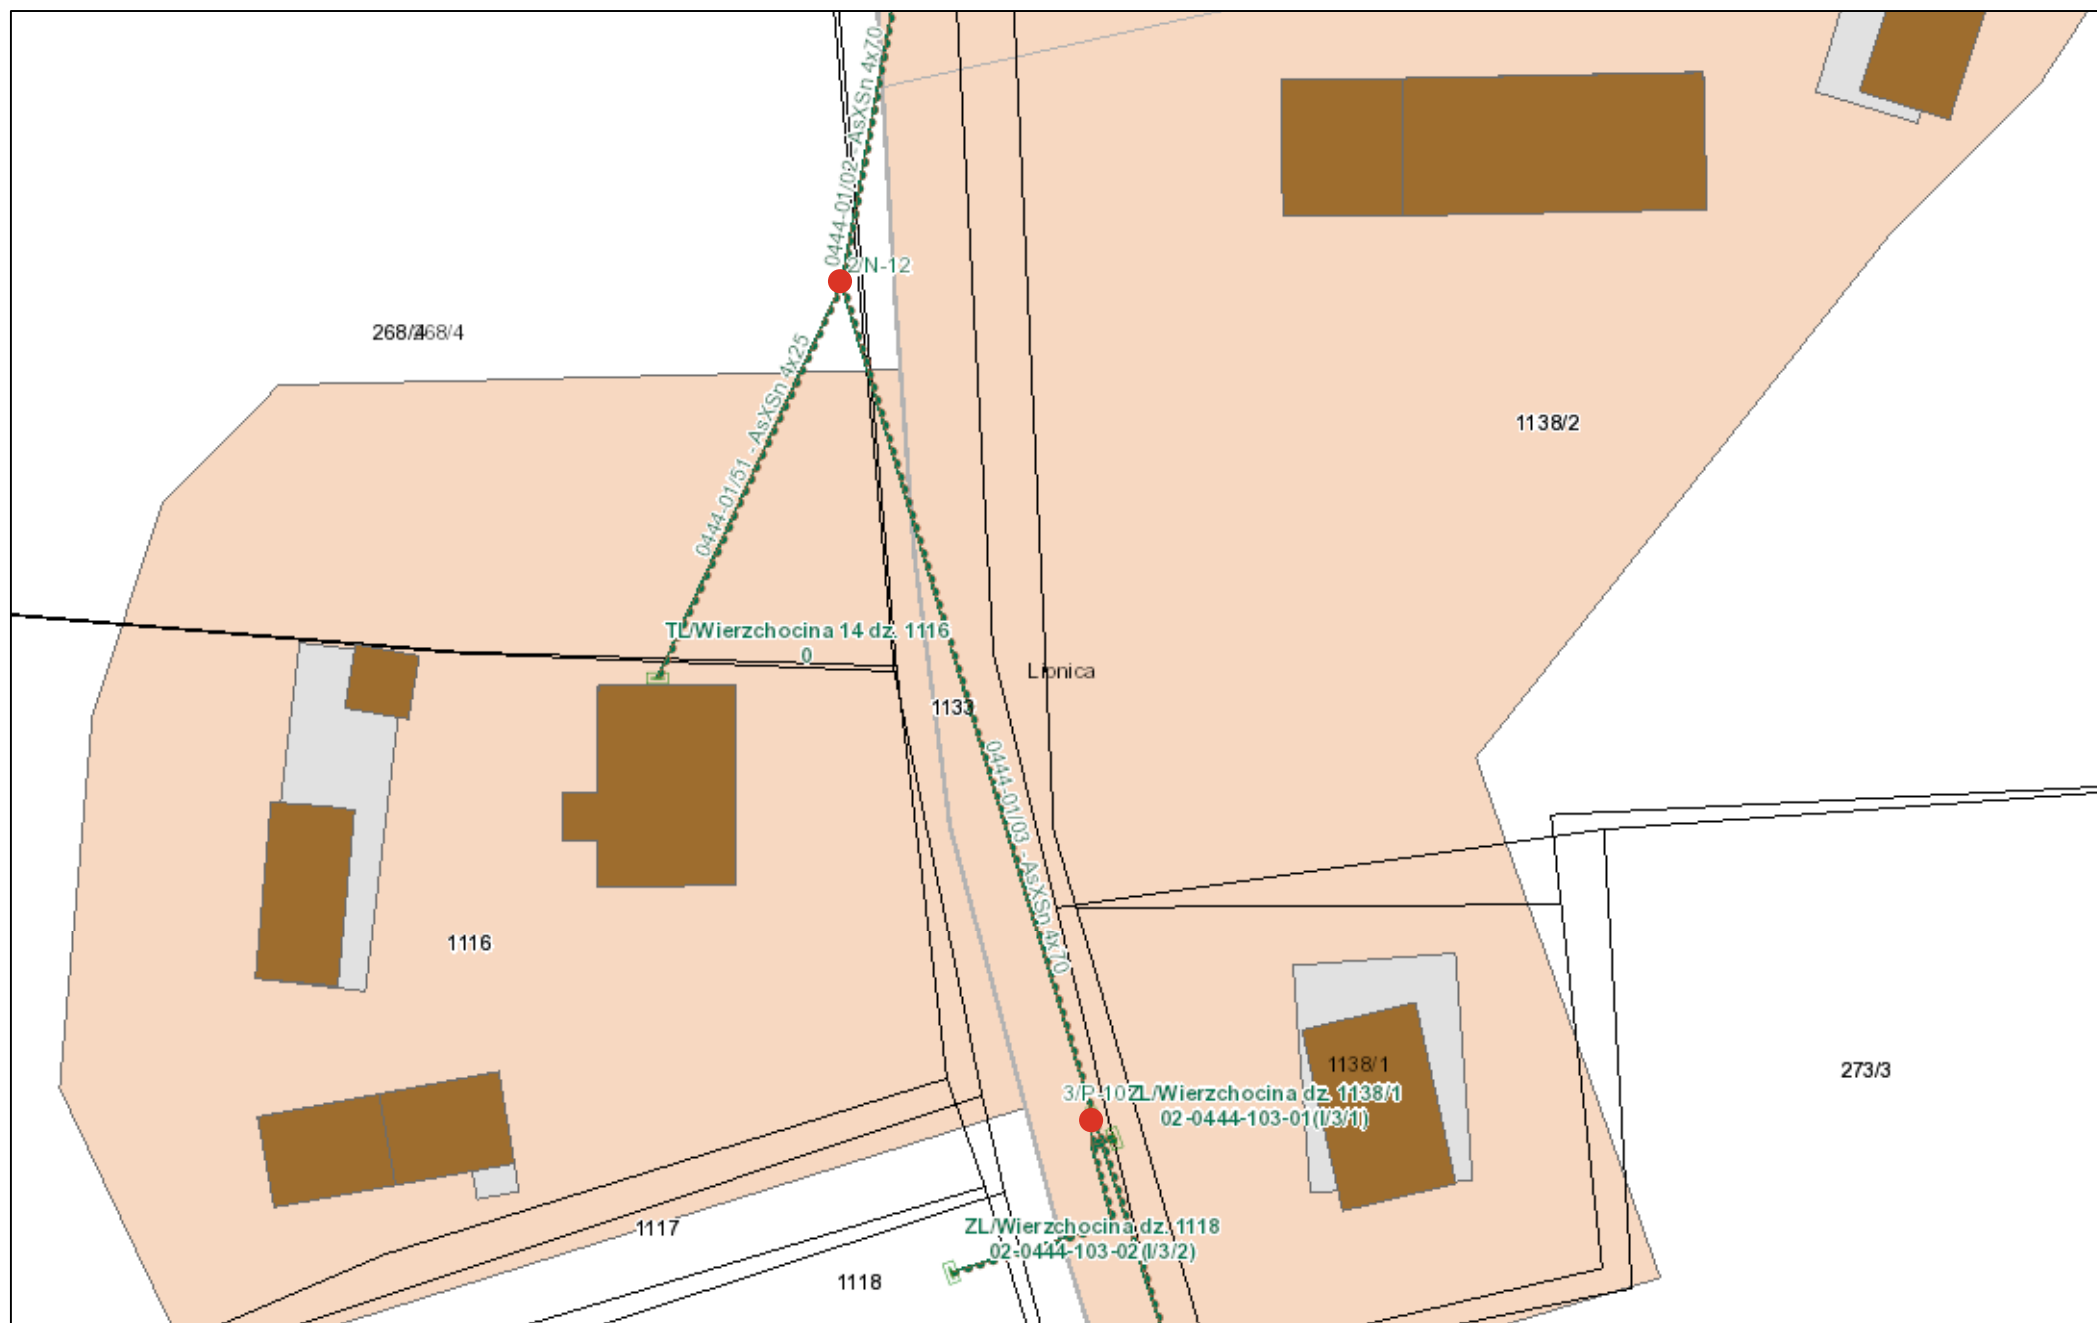 0444-01/02 - AsXSn 4x70
2/N-12
268/4
268/4
1138/2
0444-01/51 - AsXSn 4x25
TL/Wierzchocina 14 dz. 1116
0
Lipnica
1133
0444-01/03 - AsXSn 4x70
1116
1138/1
273/3
3/P-10
ZL/Wierzchocina dz. 1138/1
02-0444-103-01(I/3/1)
1117
ZL/Wierzchocina dz. 1118
02-0444-103-02(I/3/2)
1118